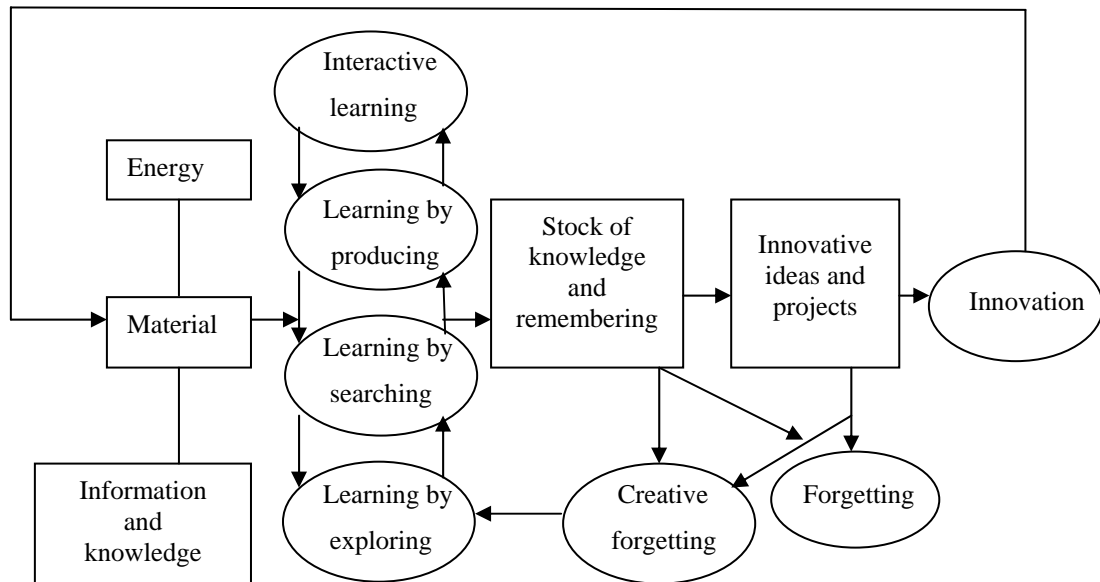 Interactive
learning
Energy
Learning by
producing
Stock of
knowledge
and
remembering
Innovative
ideas and
projects
Innovation
Material
Learning by
searching
Information
and
knowledge
Learning by
exploring
Creative
forgetting
Forgetting